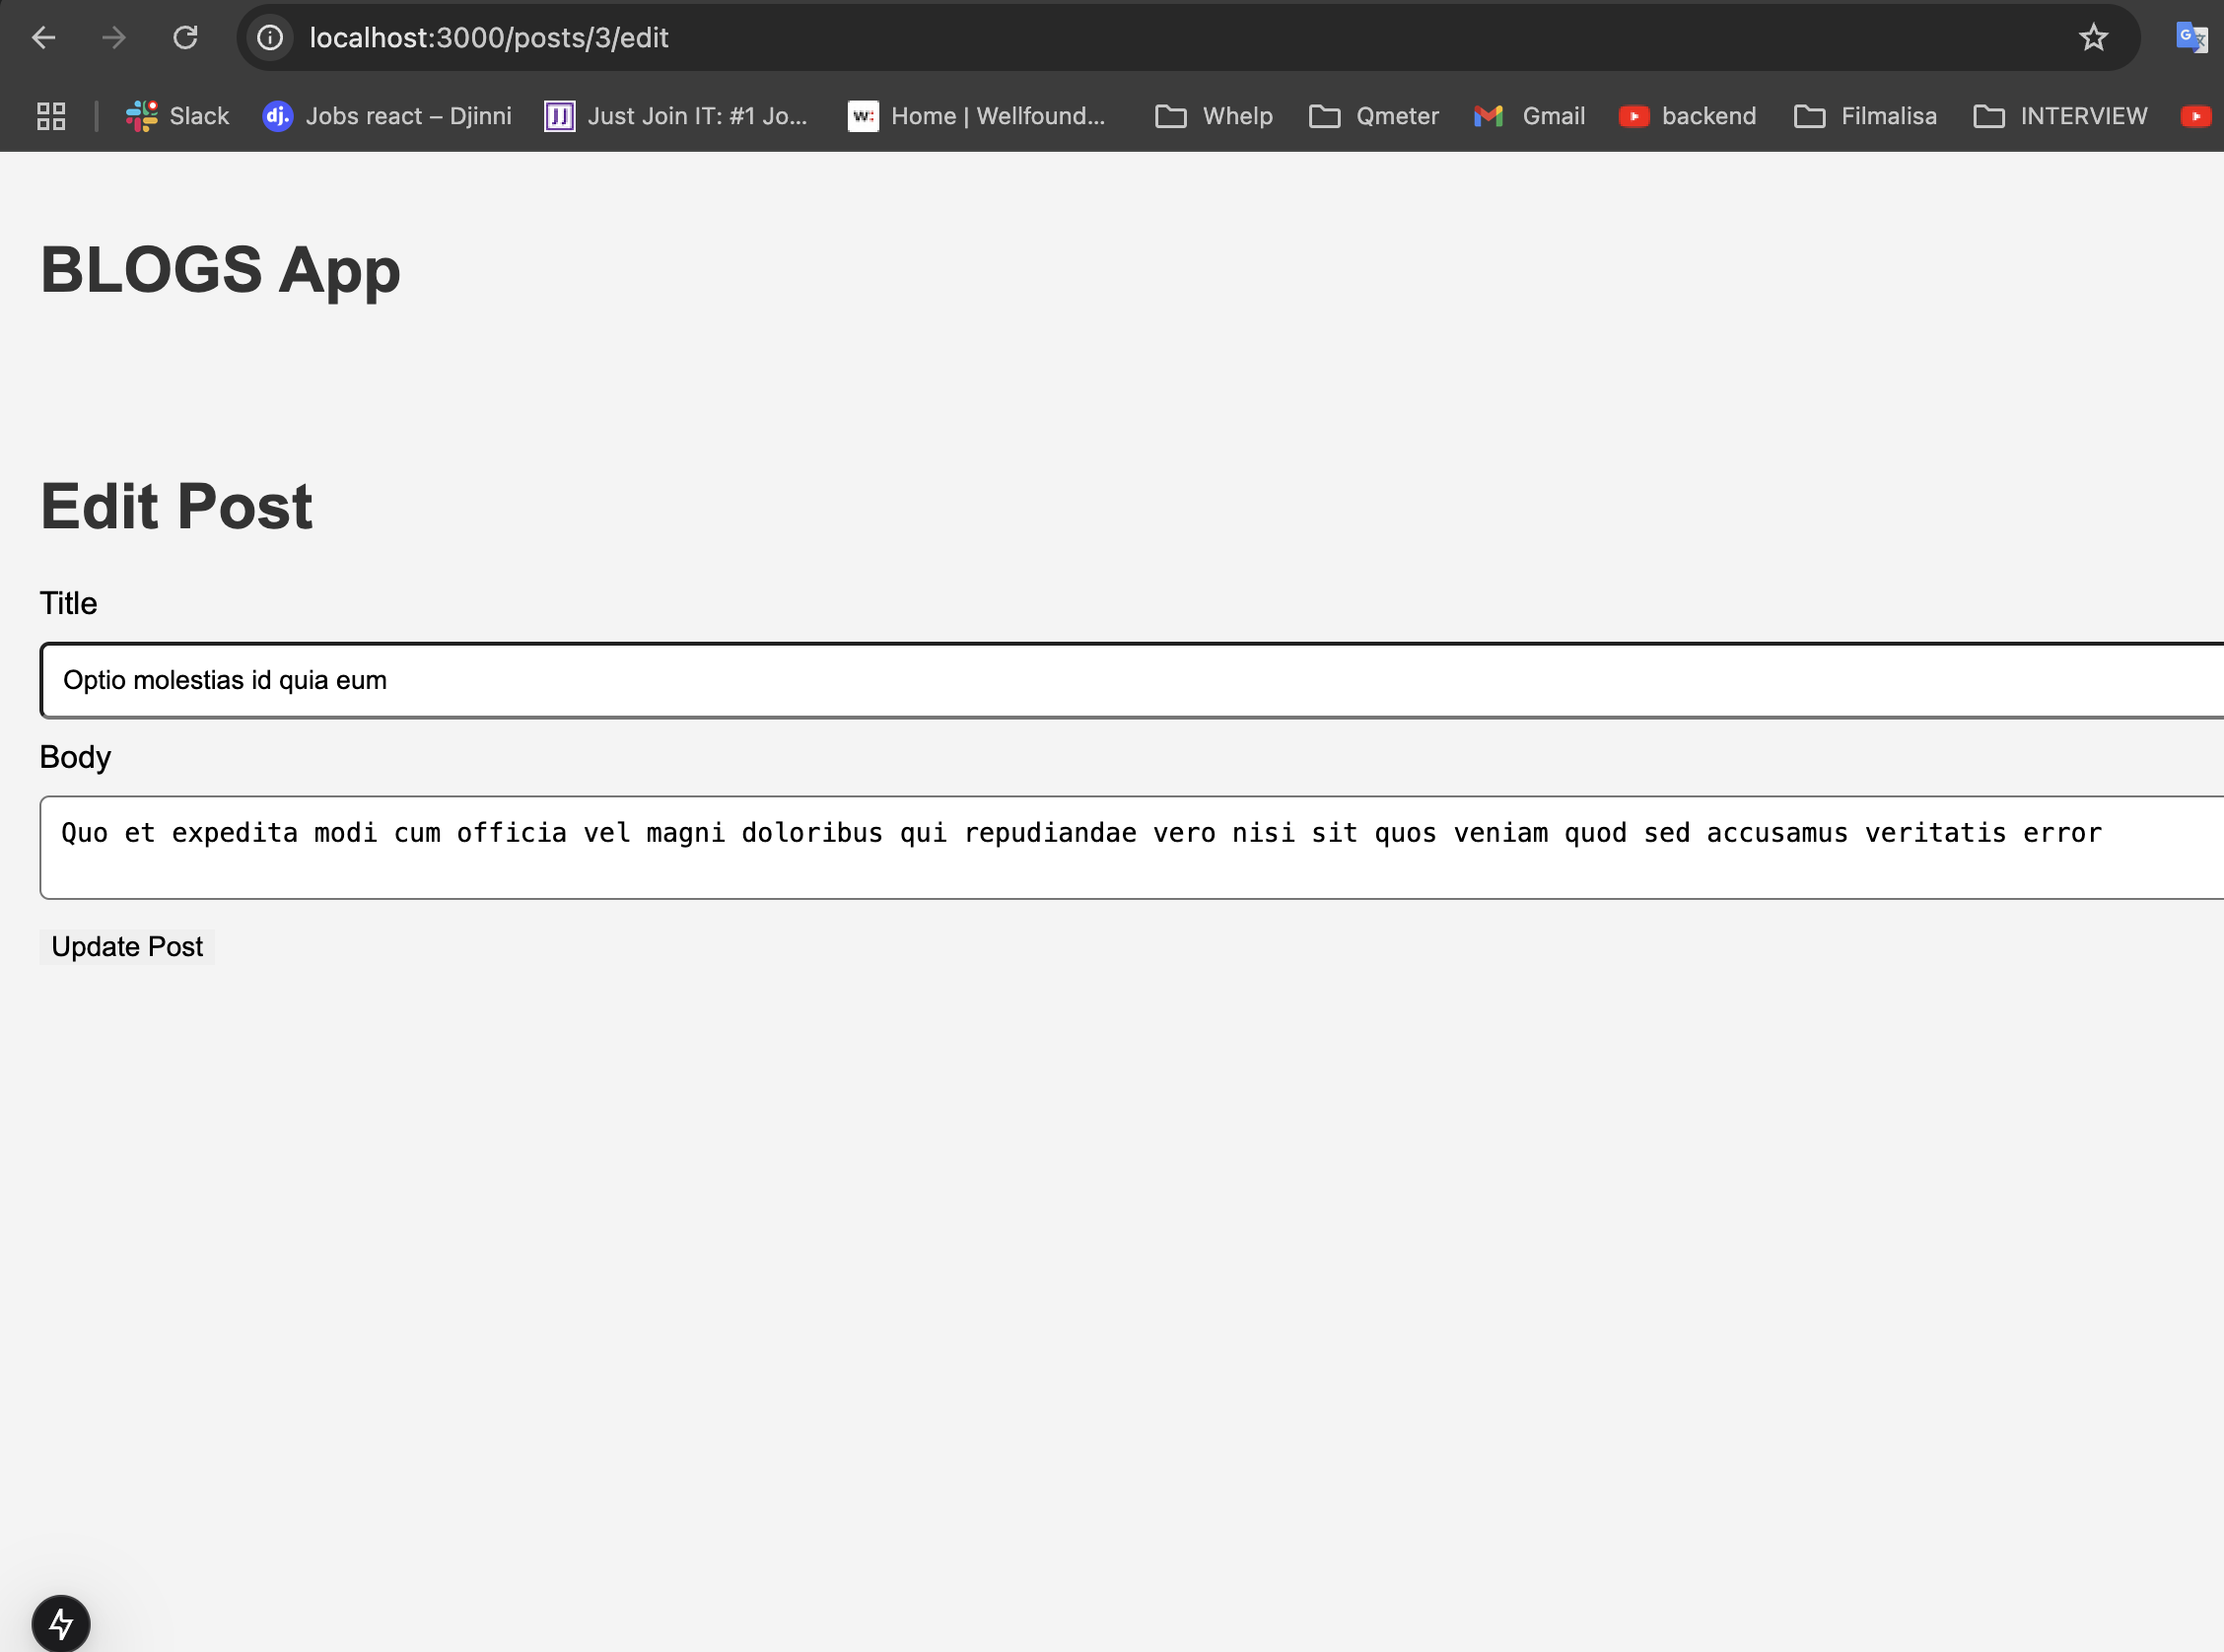 localhost:3000/posts/3/edit
Slack
dj. Jobs react – Djinni
JJ Just Join IT: #1 Jo...
w: Home | Wellfound...
Whelp
Qmeter
Gmail
backend
Filmalisa
INTERVIEW
BLOGS App
Edit Post
Title
Optio molestias id quia eum
Body
Quo et expedita modi cum officia vel magni doloribus qui repudiandae vero nisi sit quos veniam quod sed accusamus veritatis error
Update Post